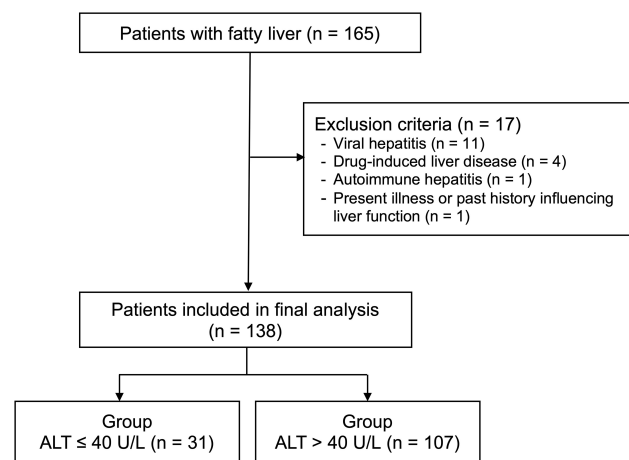 Patients with fatty liver (n = 165)
Exclusion criteria (n = 17)
- Viral hepatitis (n = 11)
- Drug-induced liver disease (n = 4)
- Autoimmune hepatitis (n = 1)
- Present illness or past history influencing
liver function (n = 1)
Patients included in final analysis
(n = 138)
Group
ALT ≤ 40 U/L (n = 31)
Group
ALT > 40 U/L (n = 107)